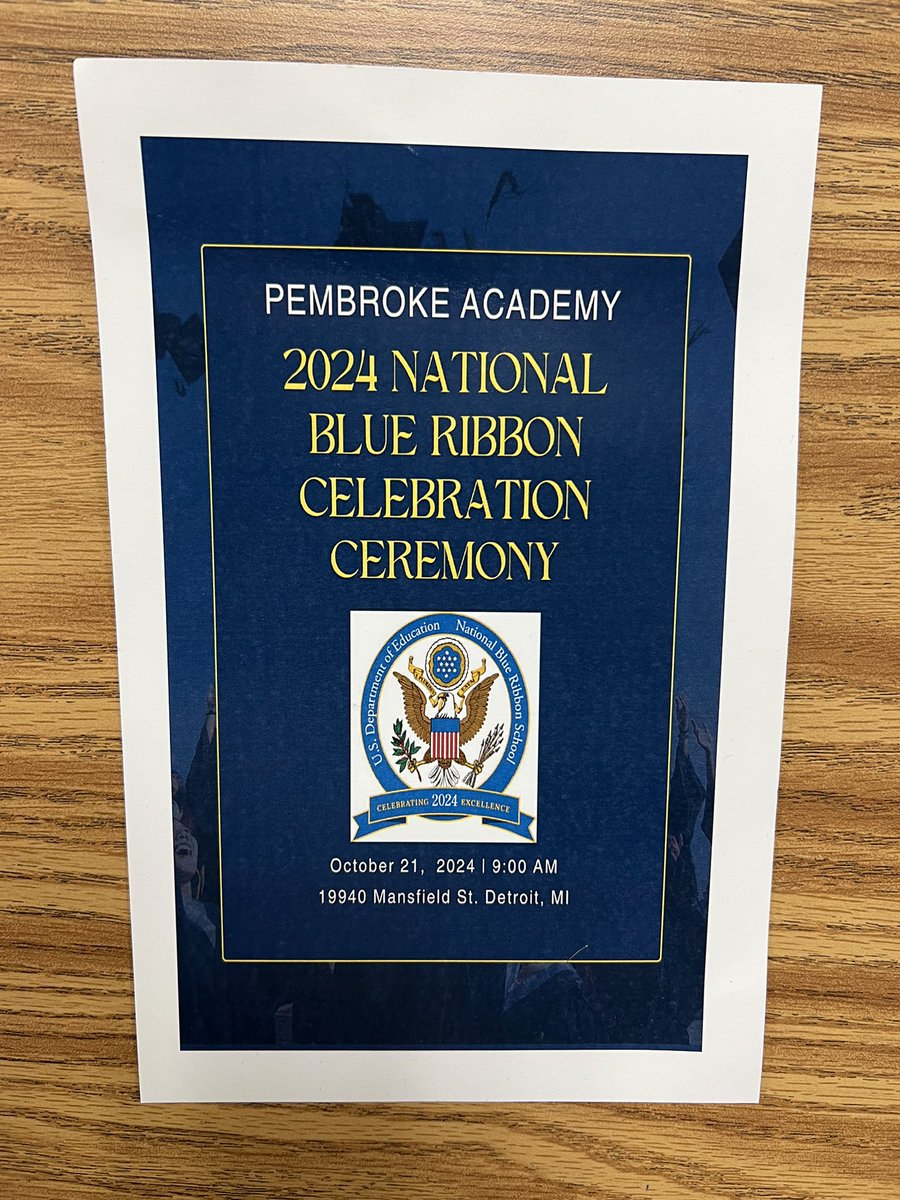 PEMBROKE ACADEMY
2024 NATIONAL
BLUE RIBBON
CELEBRATION
CEREMONY
U.S. Department of Education National Blue Ribbon School
CELEBRATING 2024 EXCELLENCE
October 21, 2024 | 9:00 AM
19940 Mansfield St. Detroit, MI